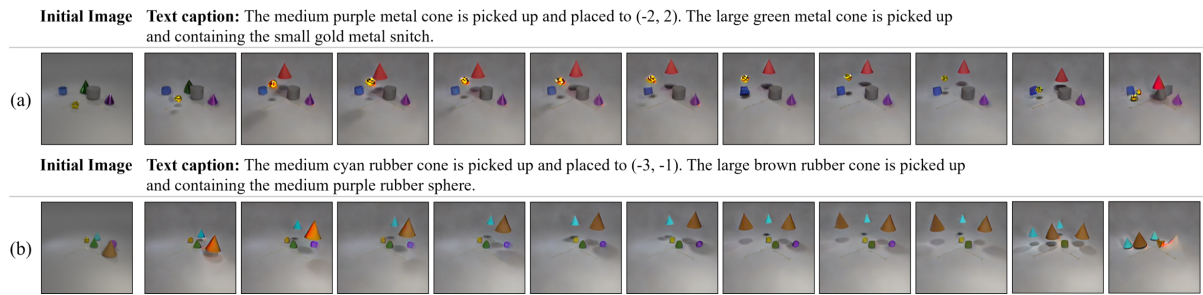 Initial Image Text caption: The medium purple metal cone is picked up and placed to (-2, 2). The large green metal cone is picked up
and containing the small gold metal snitch.
(a)
Initial Image Text caption: The medium cyan rubber cone is picked up and placed to (-3, -1). The large brown rubber cone is picked up
and containing the medium purple rubber sphere.
(b)